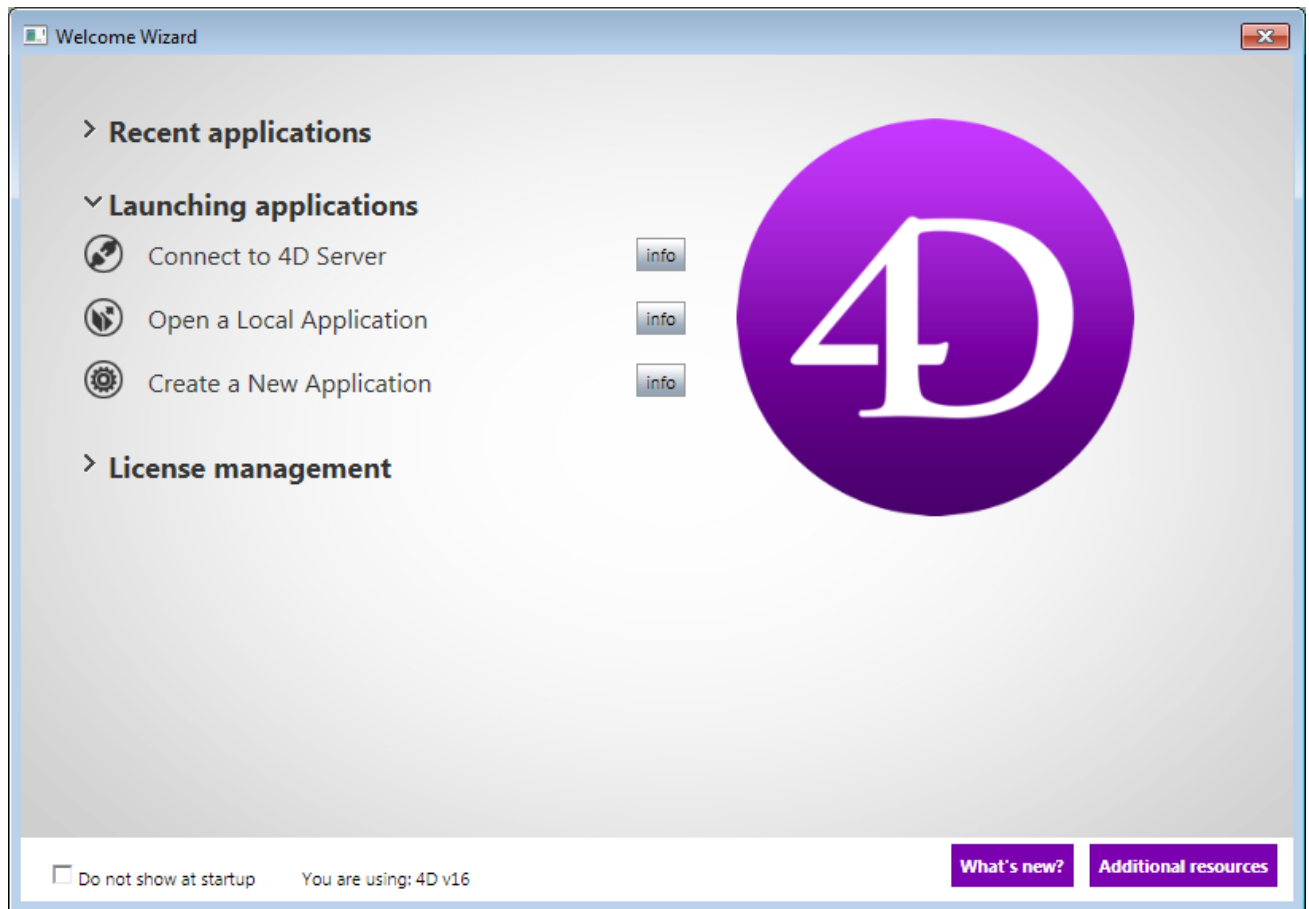 Welcome Wizard
Recent applications
Launching applications
Connect to 4D Server
info
Open a Local Application
info
Create a New Application
info
License management
4D
Do not show at startup
You are using: 4D v16
What's new?
Additional resources